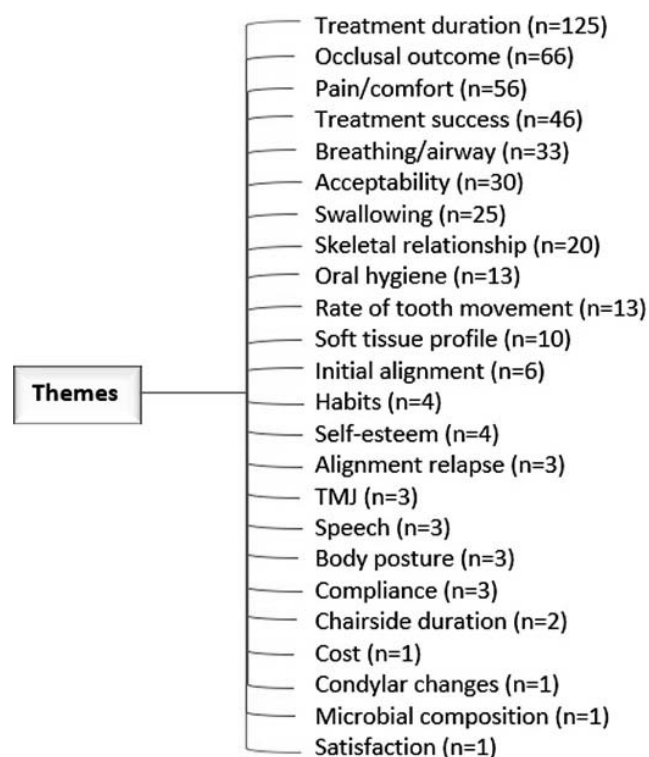 Treatment duration (n=125)
Occlusal outcome (n=66)
Pain/comfort (n=56)
Treatment success (n=46)
Breathing/airway (n=33)
Acceptability (n=30)
Swallowing (n=25)
Skeletal relationship (n=20)
Oral hygiene (n=13)
Rate of tooth movement (n=13)
Soft tissue profile (n=10)
Initial alignment (n=6)
Themes
Habits (n=4)
Self-esteem (n=4)
Alignment relapse (n=3)
TMJ (n=3)
Speech (n=3)
Body posture (n=3)
Compliance (n=3)
Chairside duration (n=2)
Cost (n=1)
Condylar changes (n=1)
Microbial composition (n=1)
Satisfaction (n=1)